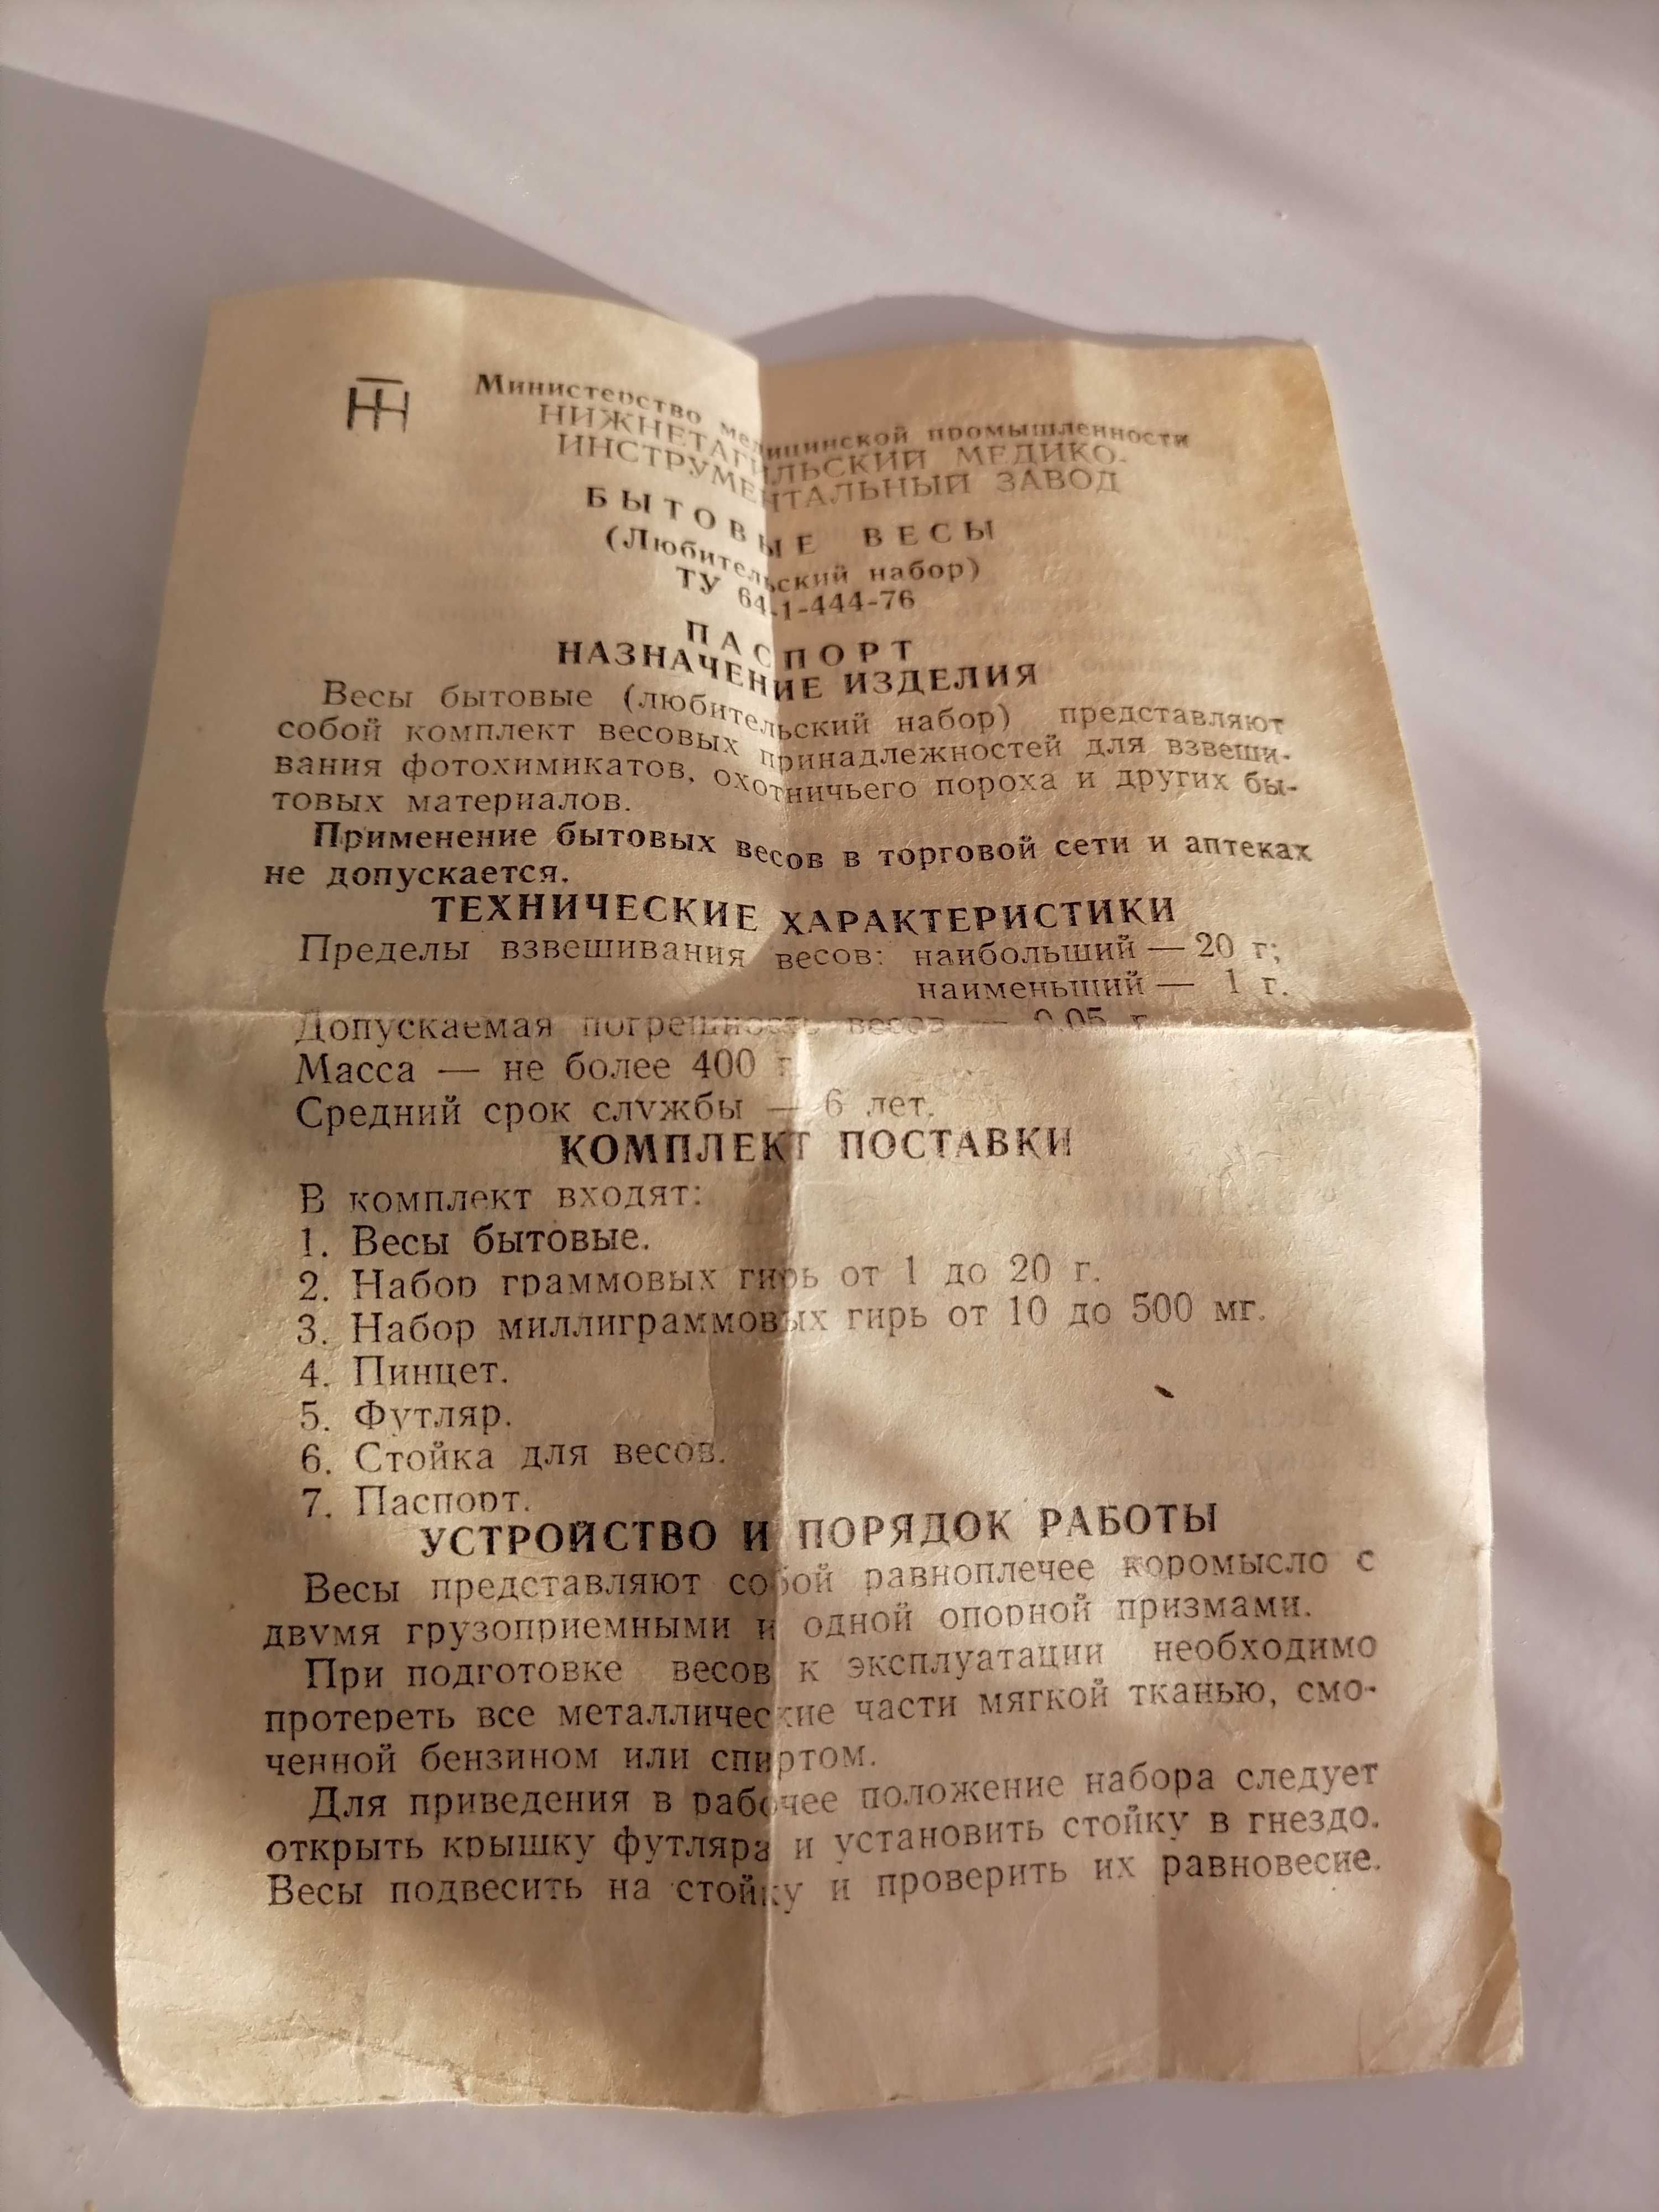 Министерство медицинской промышленности
НИЖНЕТАГИЛЬСКИЙ МЕДИКО-
ИНСТРУМЕНТАЛЬНЫЙ ЗАВОД
БЫТОВЫЕ ВЕСЫ
(Любительский набор)
ТУ 64-1-444-76
ПАСПОРТ
НАЗНАЧЕНИЕ ИЗДЕЛИЯ
Весы бытовые (любительский набор) представляют
собой комплект весовых принадлежностей для взвеши-
вания фотохимикатов, охотничьего пороха и других бы-
товых материалов.
Применение бытовых весов в торговой сети и аптеках
не допускается.
ТЕХНИЧЕСКИЕ ХАРАКТЕРИСТИКИ
Пределы взвешивания весов: наибольший — 20 г;
наименьший — 1 г.
Допускаемая погрешность весов — 0,05 г
Масса — не более 400 г
Средний срок службы — 6 лет.
КОМПЛЕКТ ПОСТАВКИ
В комплект входят:
1. Весы бытовые.
2. Набор граммовых гирь от 1 до 20 г.
3. Набор миллиграммовых гирь от 10 до 500 мг.
4. Пинцет.
5. Футляр.
6. Стойка для весов.
7. Паспорт.
УСТРОЙСТВО И ПОРЯДОК РАБОТЫ
Весы представляют собой равноплечее коромысло с
двумя грузоприемными и одной опорной призмами.
При подготовке весов к эксплуатации необходимо
протереть все металлические части мягкой тканью, смо-
ченной бензином или спиртом.
Для приведения в рабочее положение набора следует
открыть крышку футляра и установить стойку в гнездо.
Весы подвесить на стойку и проверить их равновесие.